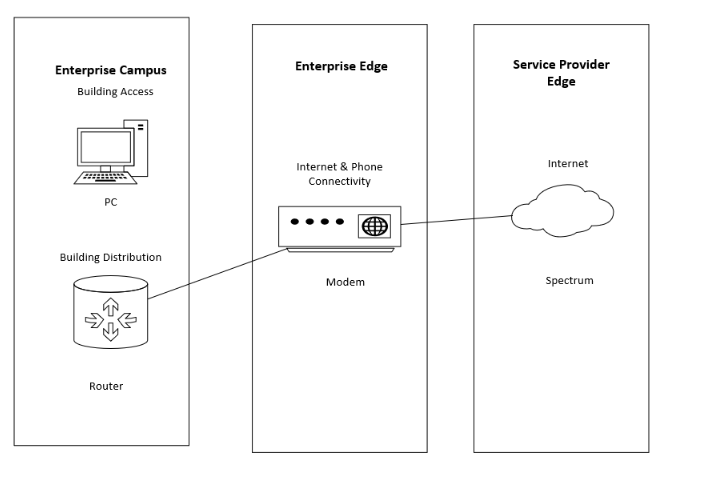 Enterprise Campus
Building Access
PC
Building Distribution
Router
Enterprise Edge
Internet & Phone
Connectivity
Modem
Service Provider
Edge
Internet
Spectrum